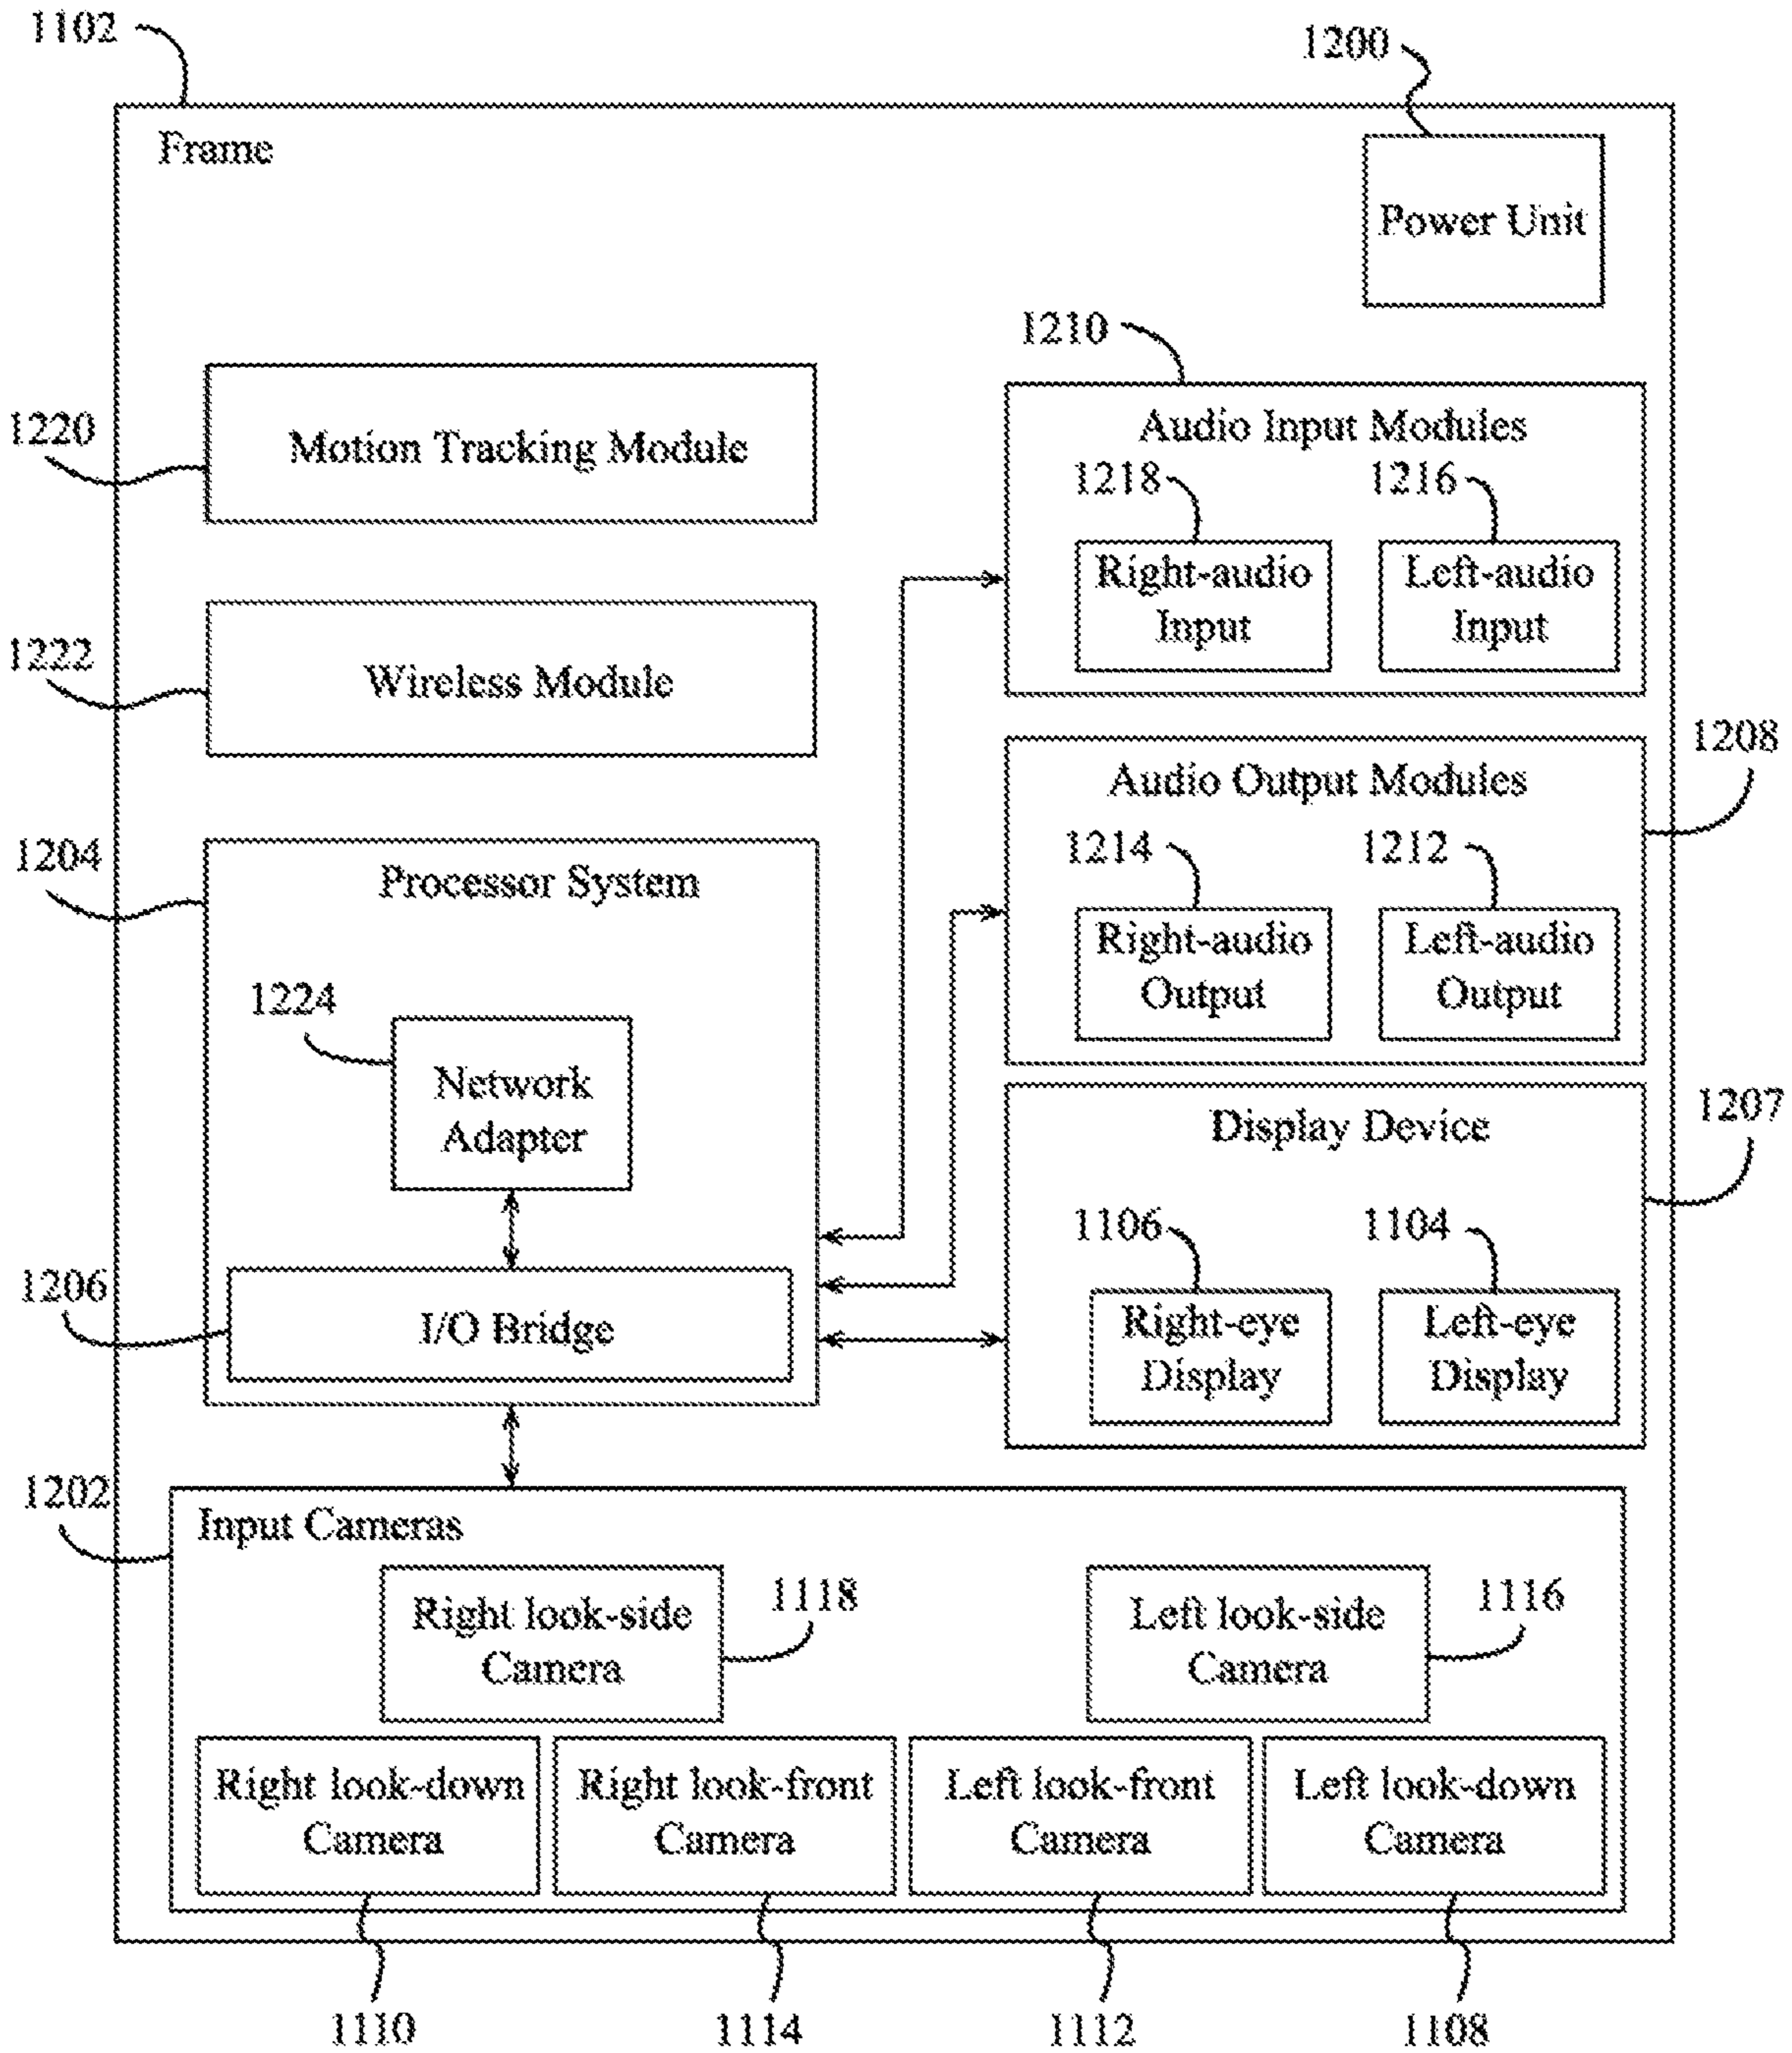 1102
1200
Frame
Power Unit
1210
1220
Motion Tracking Module
Audio Input Modules
1218
1216
Right-audio
Input
Left-audio
Input
1222
Wireless Module
1208
Audio Output Modules
1214
1212
Right-audio
Output
Left-audio
Output
1204
Processor System
1224
Network
Adapter
1207
Display Device
1106
1104
Right-eye
Display
Left-eye
Display
1206
I/O Bridge
1202
Input Cameras
Right look-side
Camera
1118
Left look-side
Camera
1116
Right look-down
Camera
Right look-front
Camera
Left look-front
Camera
Left look-down
Camera
1110
1114
1112
1108